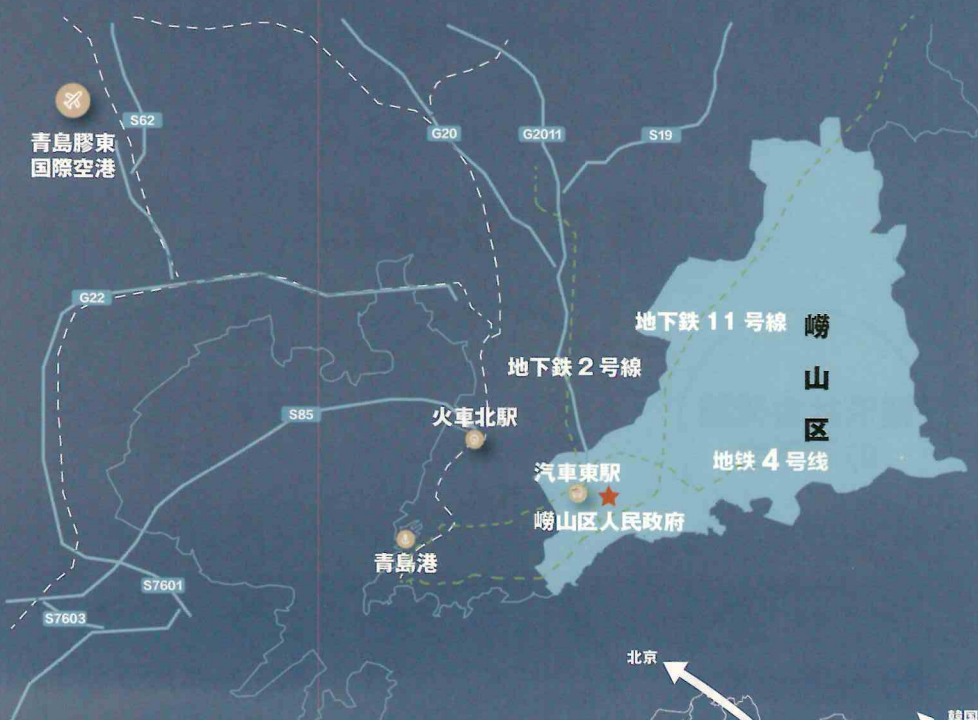 S62
青島膠東
国際空港
G20
G2011
S19
G22
地下鉄 11 号線
嶗
山
区
地下鉄 2 号線
S85
火車北駅
地铁 4 号线
汽車東駅
嶗山区人民政府
青島港
S7601
S7603
北京
韓国